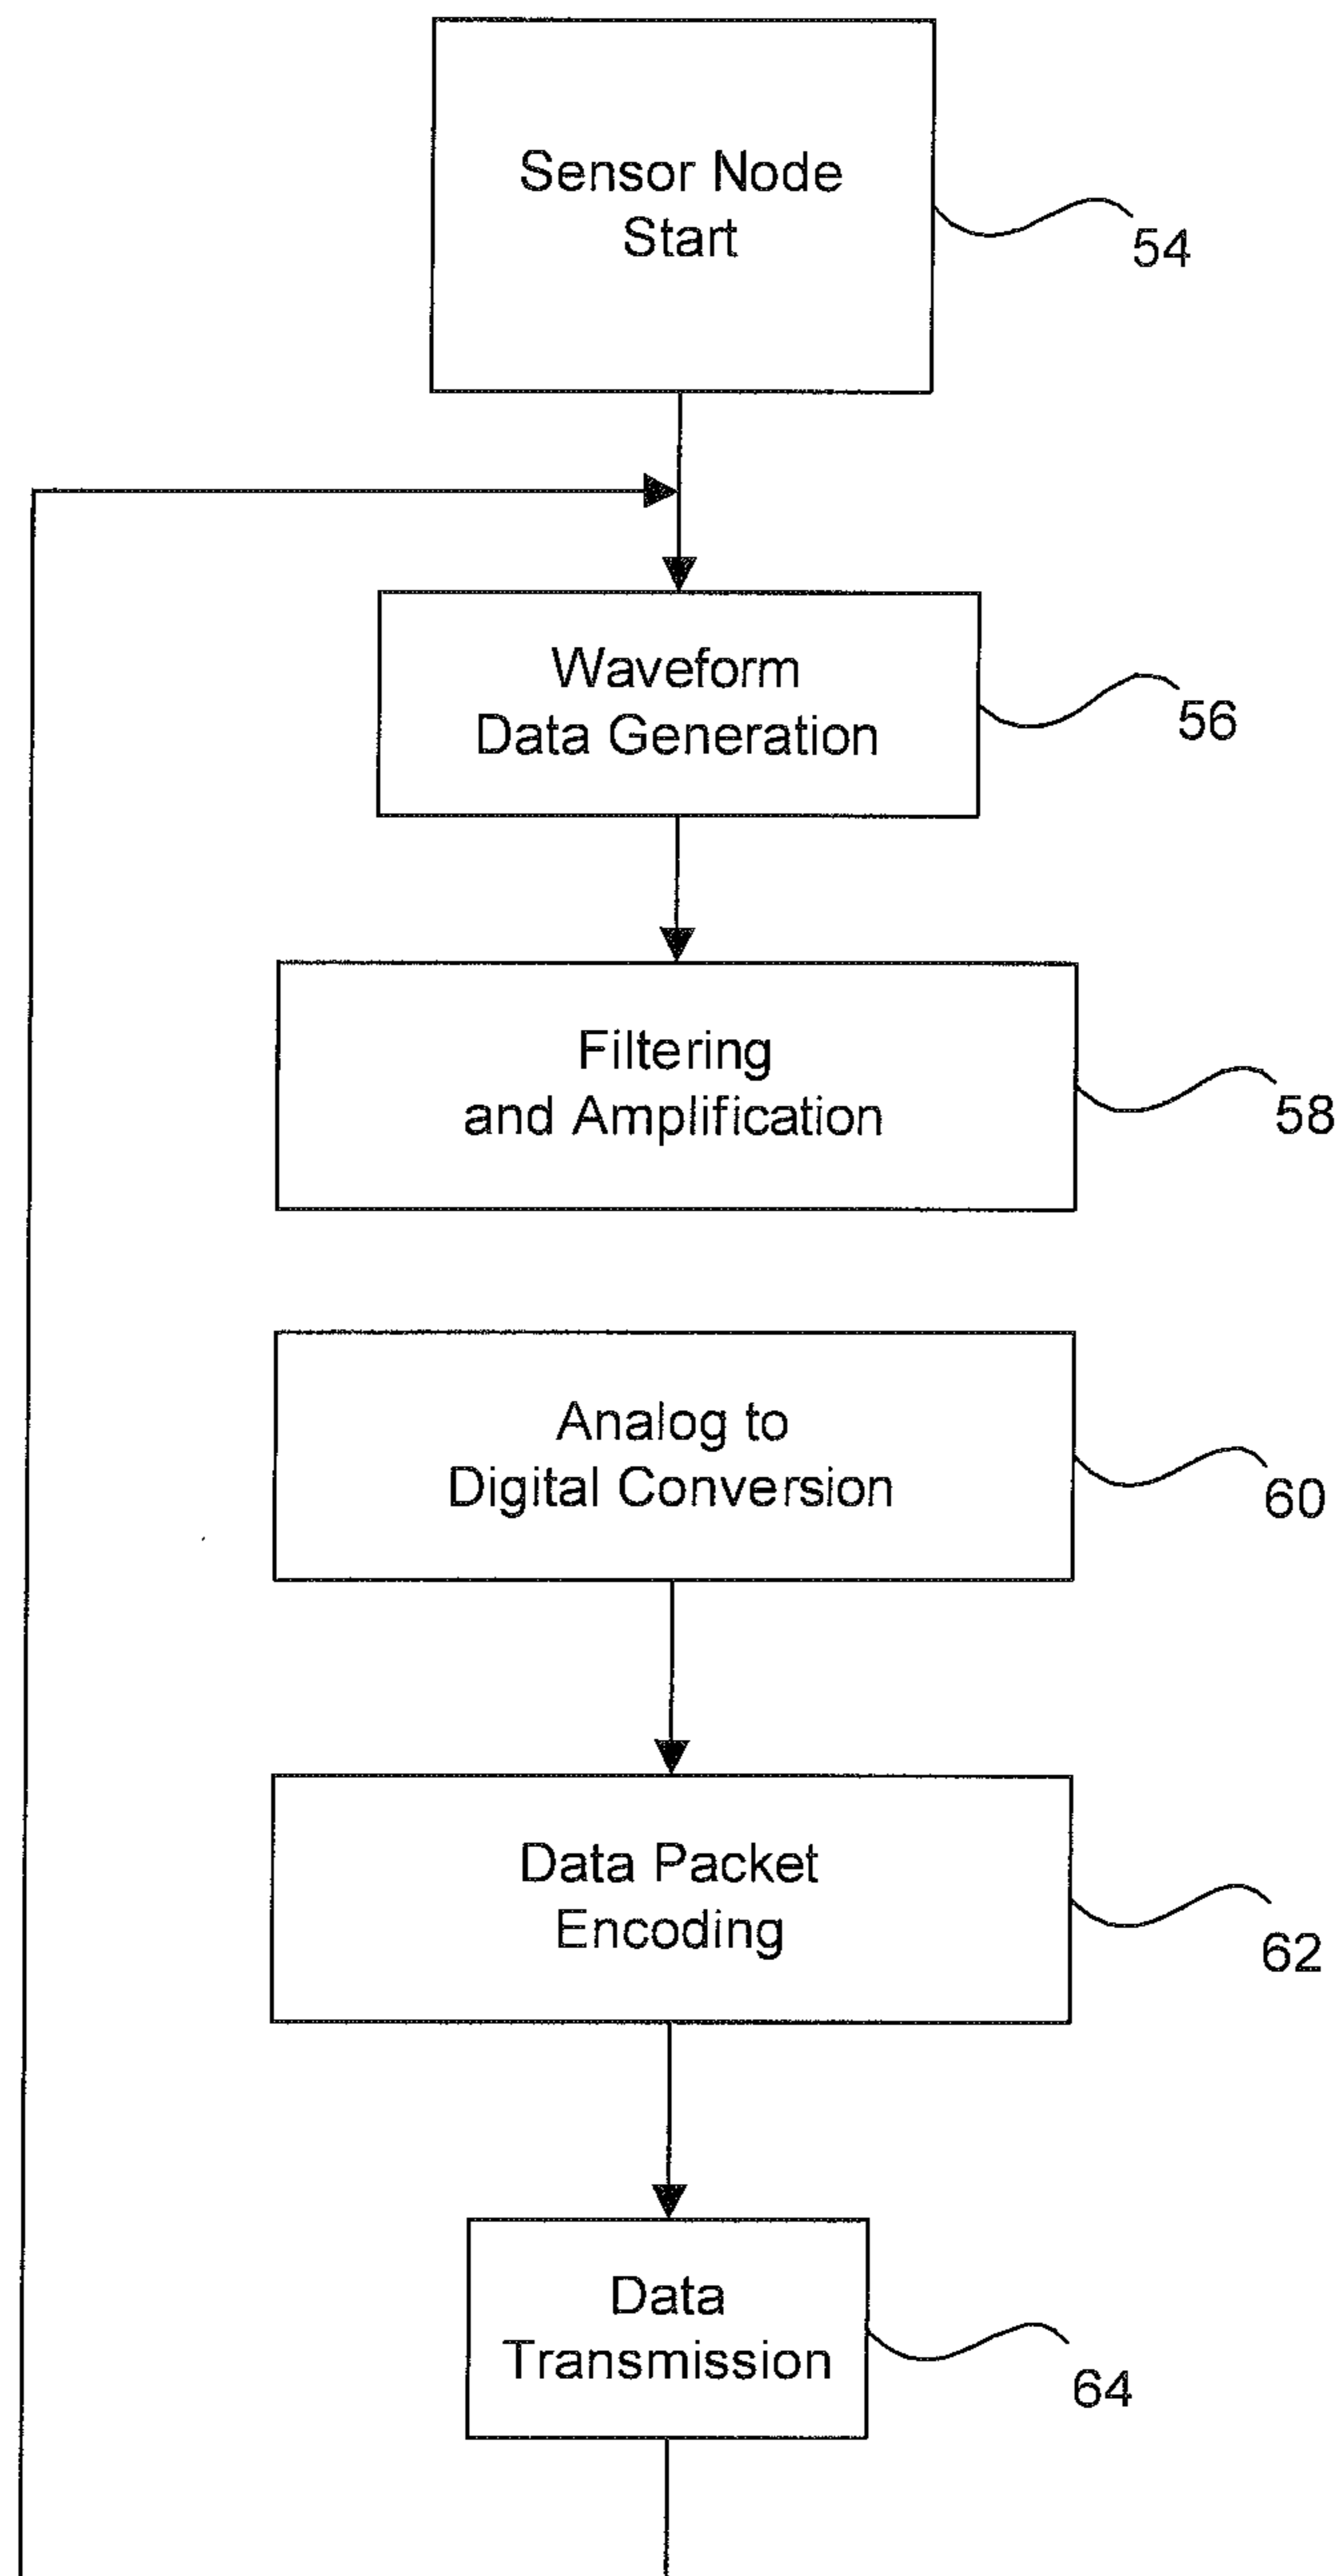 Sensor Node
Start
54
Waveform
Data Generation
56
Filtering
and Amplification
58
Analog to
Digital Conversion
60
Data Packet
Encoding
62
Data
Transmission
64